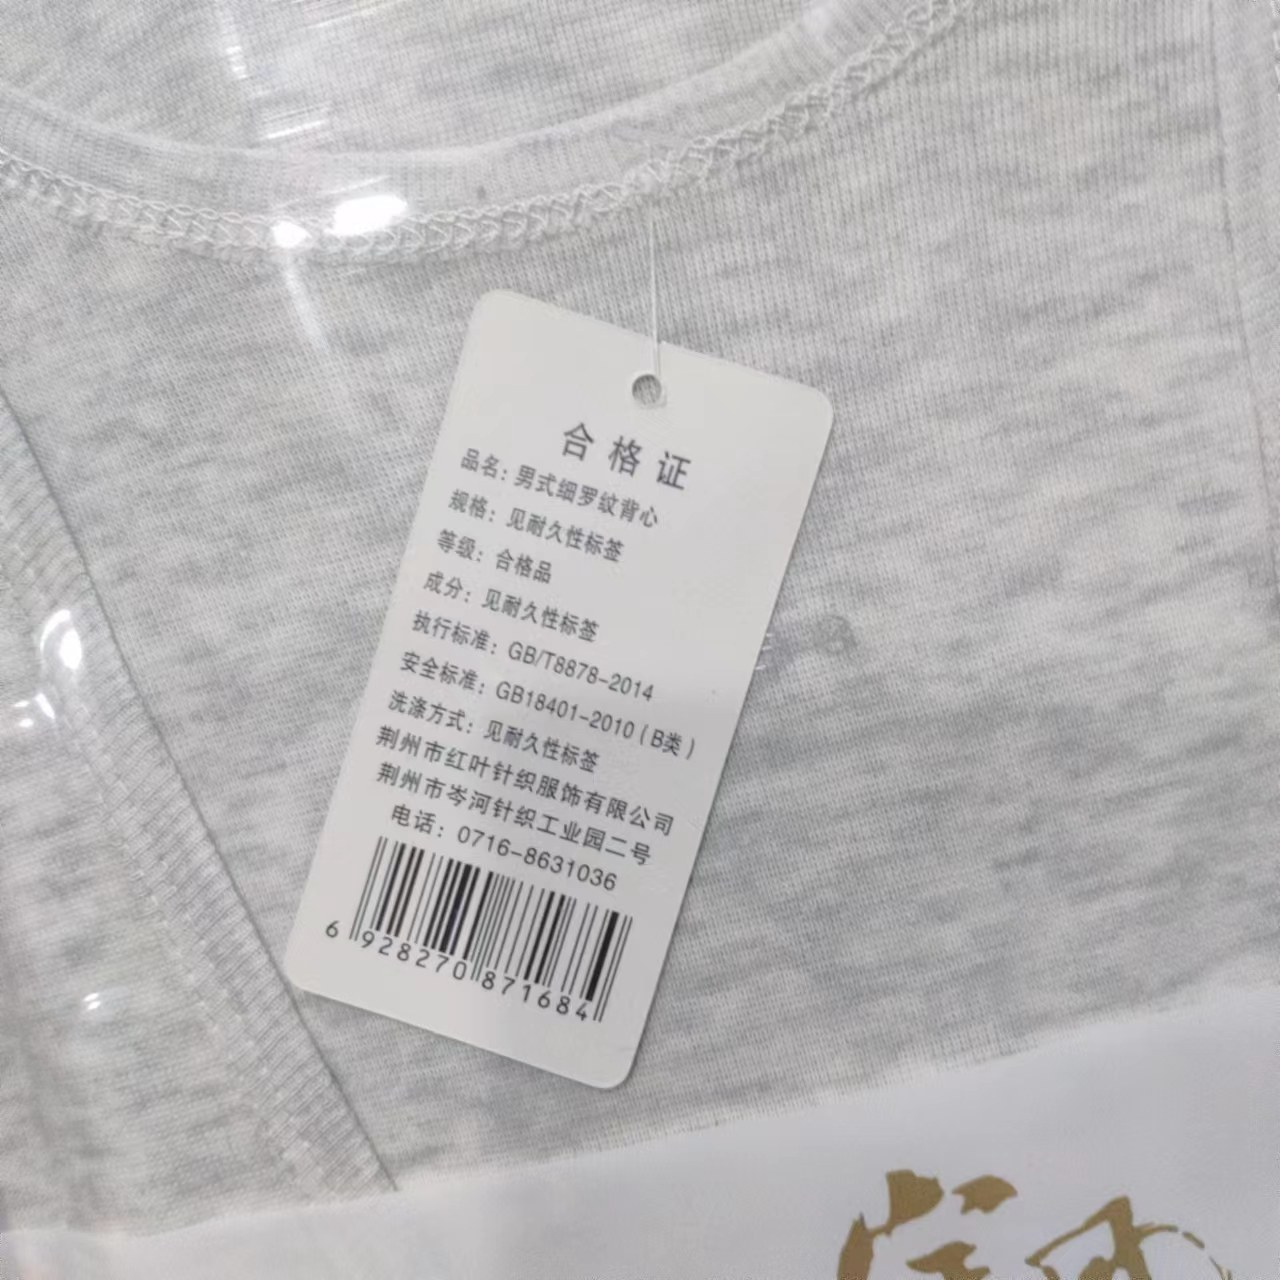 合格证
品名：男式细罗纹背心
规格：见耐久性标签
等级：合格品
成分：见耐久性标签
执行标准：GB/T8878-2014
安全标准：GB18401-2010（B类）
洗涤方式：见耐久性标签
荆州市红叶针织服饰有限公司
荆州市岑河针织工业园二号
电话：0716-8631036
6 928270 871684